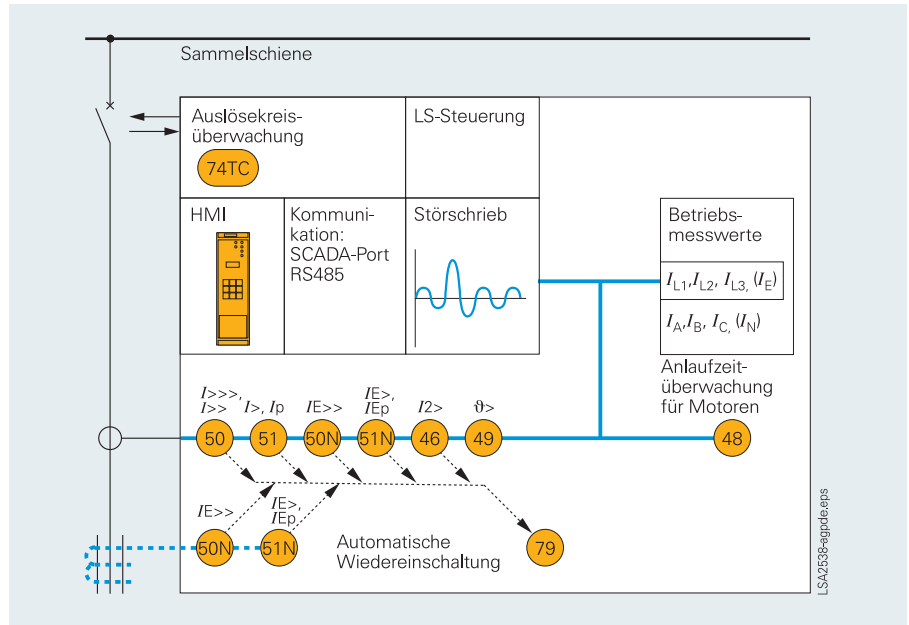 Sammelschiene
Auslösekreis-
überwachung
74TC
LS-Steuerung
HMI
Kommuni-
kation:
SCADA-Port
RS485
Störschrieb
Betriebs-
messwerte
IL1,IL2, IL3, (IE)
IA,IB, IC, (IN)
Anlaufzeit-
überwachung
für Motoren
I>>>,
I>>
I>, Ip
IE>>
IE>,
IEp
I2>
ϑ>
50
51
50N
51N
46
49
48
IE>>
IE>,
IEp
50N
51N
Automatische
Wiedereinschaltung
79
LSA2538-agpde.eps